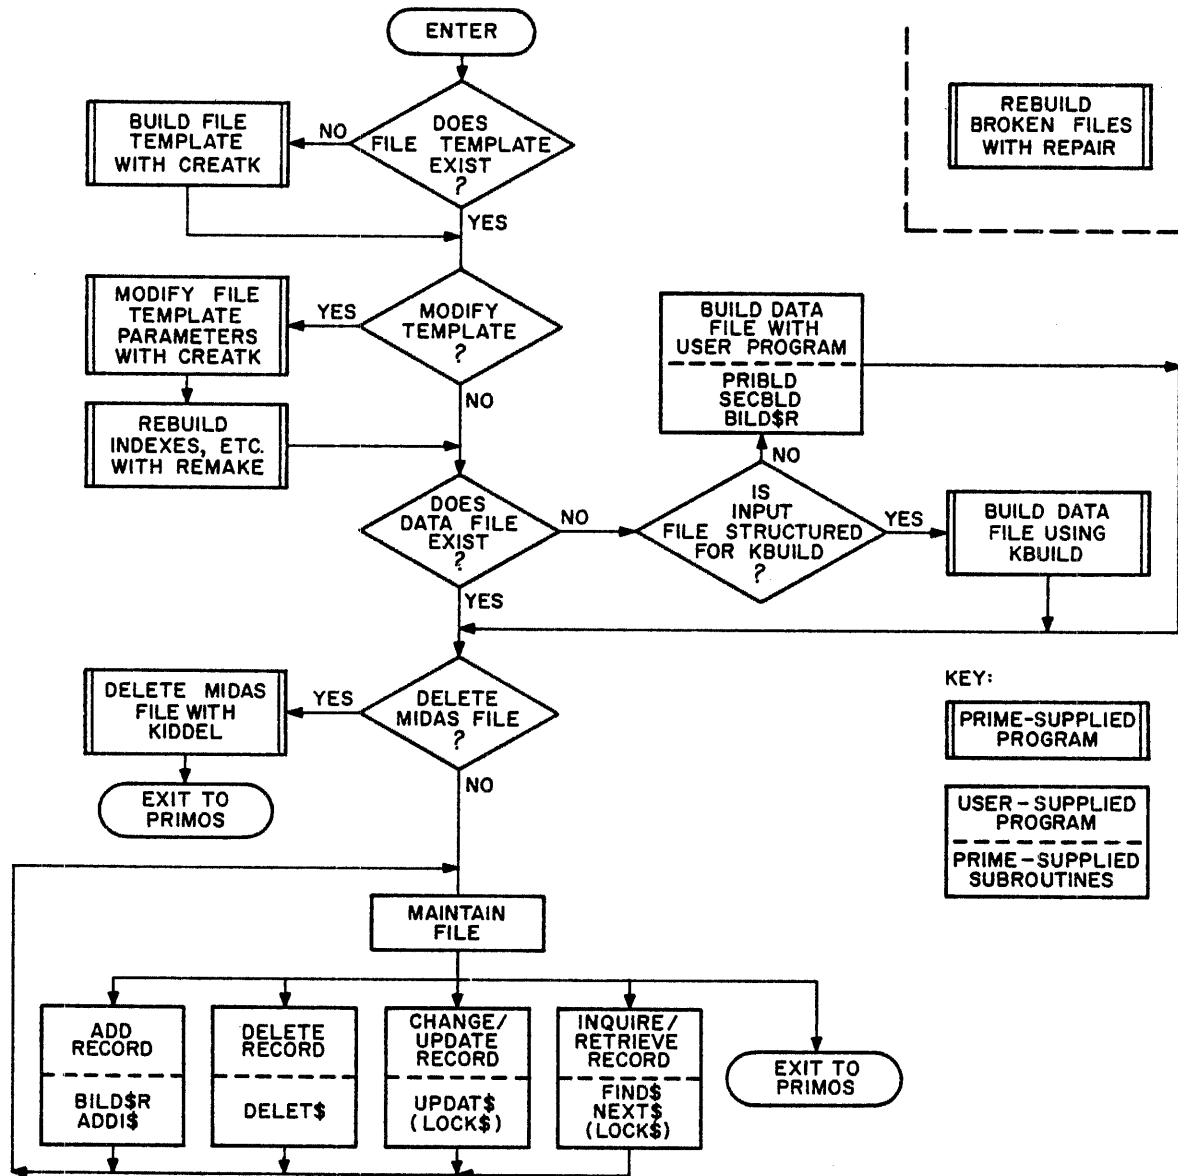 ENTER
DOES
FILE TEMPLATE
EXIST
?
NO
YES
BUILD FILE
TEMPLATE
WITH CREATK
REBUILD
BROKEN FILES
WITH REPAIR
MODIFY
TEMPLATE
?
YES
NO
MODIFY FILE
TEMPLATE
PARAMETERS
WITH CREATK
REBUILD
INDEXES, ETC.
WITH REMAKE
BUILD DATA
FILE WITH
USER PROGRAM
PRIBLD
SECBLD
BILD$R
DOES
DATA FILE
EXIST
?
NO
YES
IS
INPUT
FILE STRUCTURED
FOR KBUILD
?
NO
YES
BUILD DATA
FILE USING
KBUILD
DELETE
MIDAS FILE
?
YES
NO
DELETE MIDAS
FILE WITH
KIDDEL
EXIT TO
PRIMOS
KEY:
PRIME-SUPPLIED
PROGRAM
USER-SUPPLIED
PROGRAM
PRIME-SUPPLIED
SUBROUTINES
MAINTAIN
FILE
ADD
RECORD
BILD$R
ADDI$
DELETE
RECORD
DELET$
CHANGE/
UPDATE
RECORD
UPDAT$
(LOCK$)
INQUIRE/
RETRIEVE
RECORD
FIND$
NEXT$
(LOCK$)
EXIT TO
PRIMOS